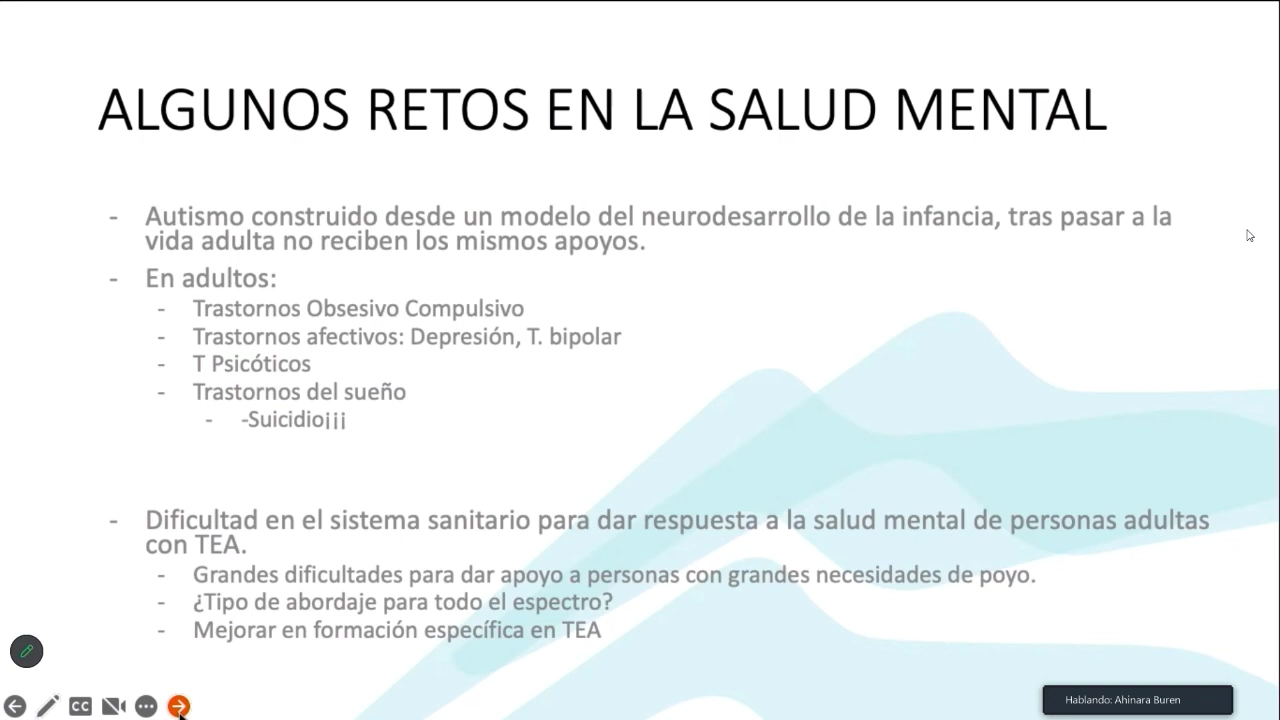 ALGUNOS RETOS EN LA SALUD MENTAL
- Autismo construido desde un modelo del neurodesarrollo de la infancia, tras pasar a la
vida adulta no reciben los mismos apoyos.
- En adultos:
- Trastornos Obsesivo Compulsivo
- Trastornos afectivos: Depresión, T. bipolar
- T Psicóticos
- Trastornos del sueño
- -Suicidio¡¡¡
- Dificultad en el sistema sanitario para dar respuesta a la salud mental de personas adultas
con TEA.
- Grandes dificultades para dar apoyo a personas con grandes necesidades de poyo.
- ¿Tipo de abordaje para todo el espectro?
- Mejorar en formación específica en TEA
CC
Hablando: Ahinara Buren